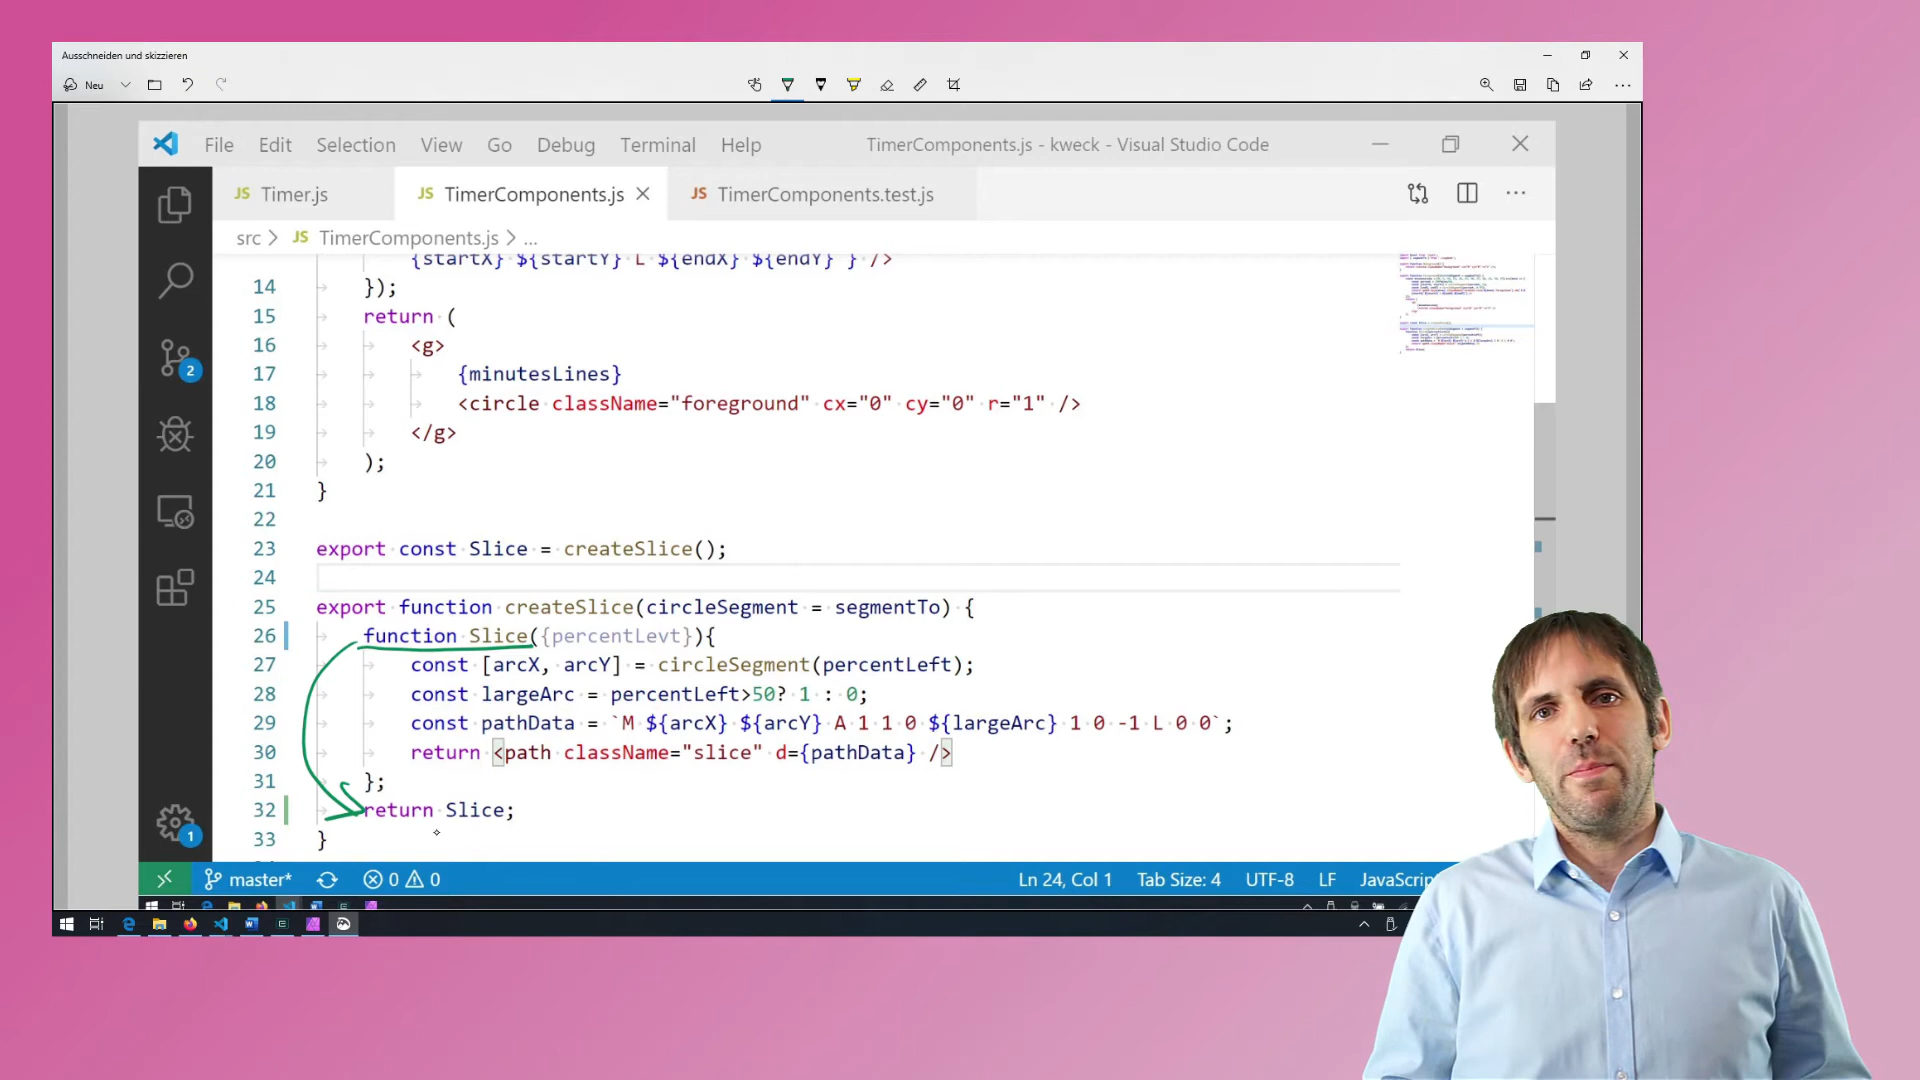 Ausschneiden und skizzieren
Neu
File Edit Selection View Go Debug Terminal Help TimerComponents.js - kweck - Visual Studio Code
JS Timer.js JS TimerComponents.js JS TimerComponents.test.js
src > JS TimerComponents.js > ...
{startX} ${startY} L ${endX} ${endY} } />
14 });
15 return (
16 <g>
17 {minutesLines}
18 <circle className="foreground" cx="0" cy="0" r="1" />
19 </g>
20 );
21 }
22
23 export const Slice = createSlice();
24
25 export function createSlice(circleSegment = segmentTo) {
26 function Slice({percentLevt}){
27 const [arcX, arcY] = circleSegment(percentLeft);
28 const largeArc = percentLeft>50? 1 : 0;
29 const pathData = `M ${arcX} ${arcY} A 1 1 0 ${largeArc} 1 0 -1 L 0 0`;
30 return <path className="slice" d={pathData} />
31 };
32 return Slice;
33 }
2
1
master* 0 0 Ln 24, Col 1 Tab Size: 4 UTF-8 LF JavaScrip